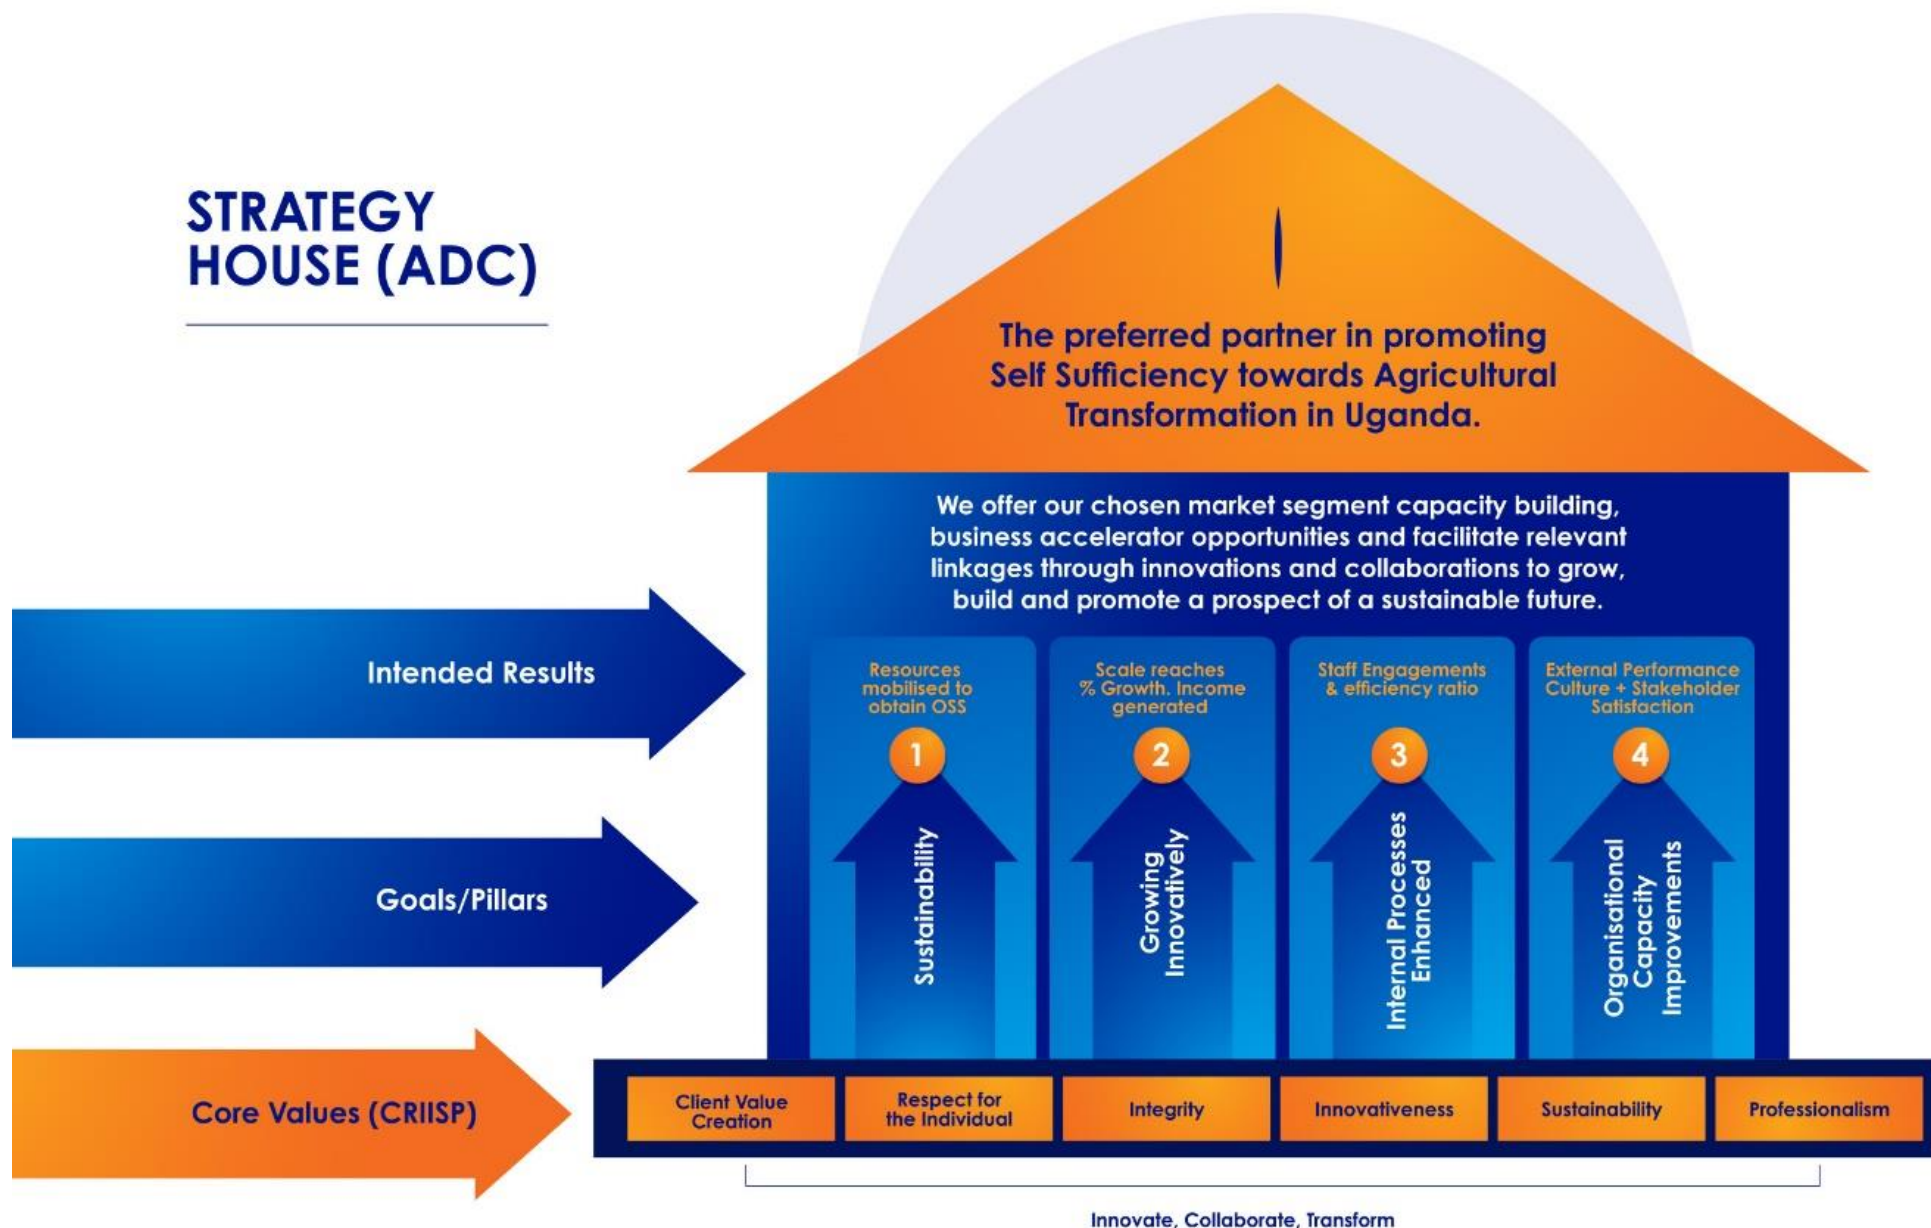 STRATEGY
HOUSE (ADC)
The preferred partner in promoting
Self Sufficiency towards Agricultural
Transformation in Uganda.
We offer our chosen market segment capacity building,
business accelerator opportunities and facilitate relevant
linkages through innovations and collaborations to grow,
build and promote a prospect of a sustainable future.
Intended Results
Resources
mobilised to
obtain OSS
Scale reaches
% Growth. Income
generated
Staff Engagements
& efficiency ratio
External Performance
Culture + Stakeholder
Satisfaction
1
2
3
4
Goals/Pillars
Sustainability
Growing
Innovatively
Internal Processes
Enhanced
Organisational
Capacity
Improvements
Core Values (CRIISP)
Client Value
Creation
Respect for
the Individual
Integrity
Innovativeness
Sustainability
Professionalism
Innovate, Collaborate, Transform